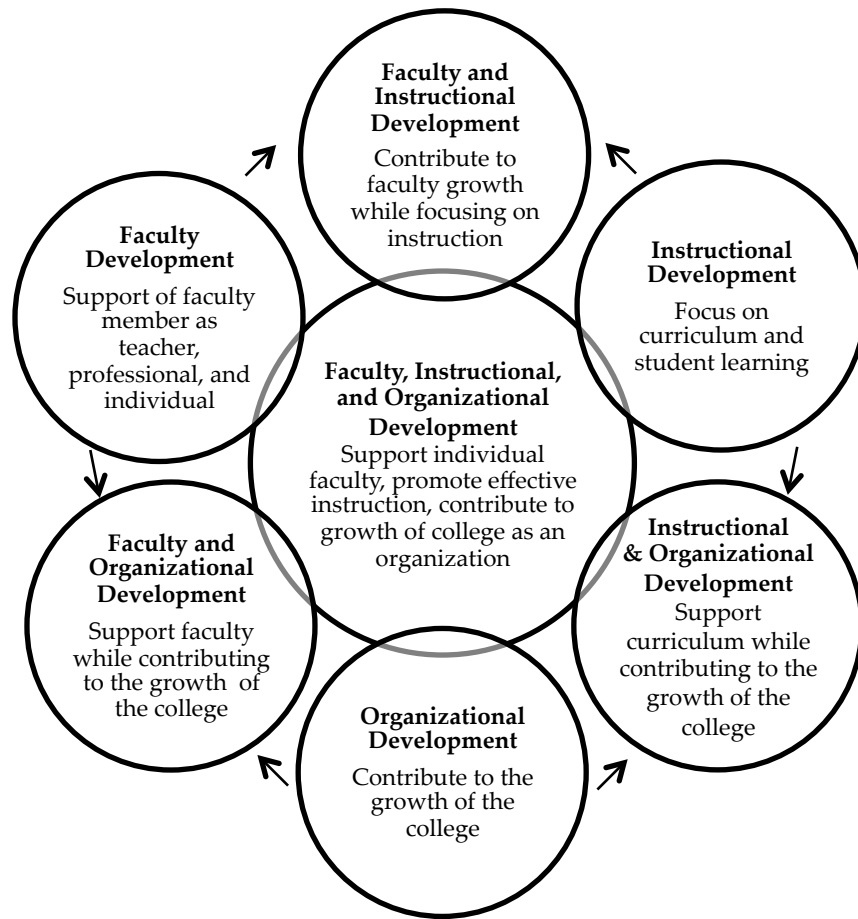 Faculty and
Instructional
Development
Contribute to
faculty growth
while focusing on
instruction
Faculty
Development
Support of faculty
member as
teacher,
professional, and
individual
Instructional
Development
Focus on
curriculum and
student learning
Faculty, Instructional,
and Organizational
Development
Support individual
faculty, promote effective
instruction, contribute to
growth of college as an
organization
Faculty and
Organizational
Development
Support faculty
while contributing
to the growth of
the college
Instructional
& Organizational
Development
Support
curriculum while
contributing to the
growth of the
college
Organizational
Development
Contribute to the
growth of the
college